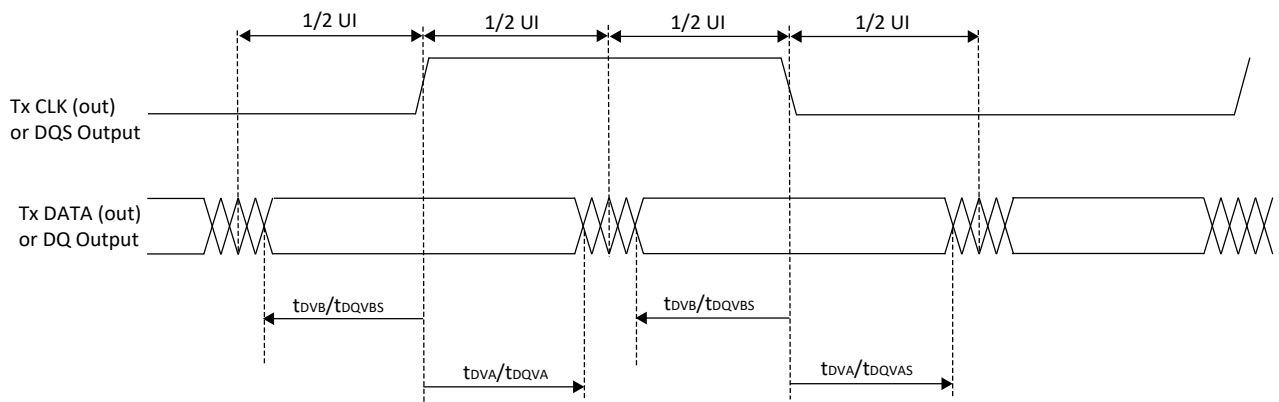 1/2 UI 1/2 UI 1/2 UI 1/2 UI
Tx CLK (out)
or DQS Output
Tx DATA (out)
or DQ Output
tDVB/tDQVBS tDVB/tDQVBS
tDVA/tDQVA tDVA/tDQVAS